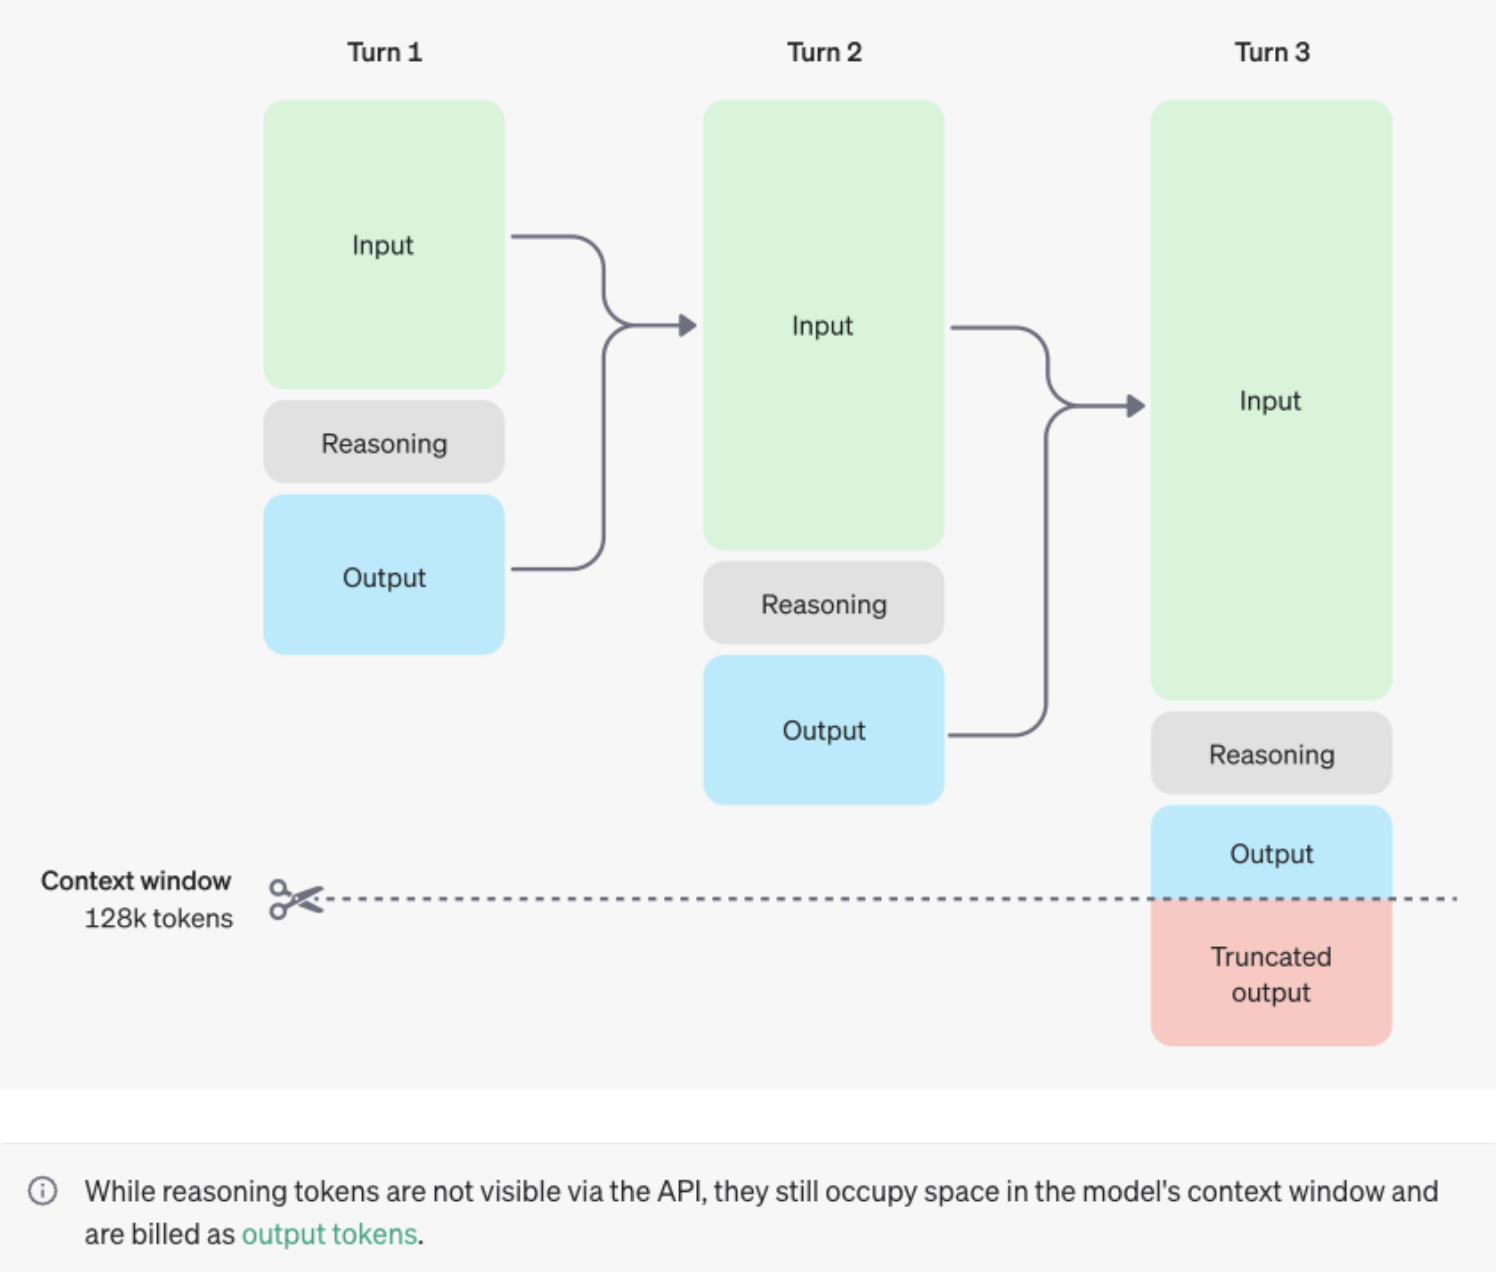 Turn 1
Turn 2
Turn 3
Input
Reasoning
Output
Input
Reasoning
Output
Input
Reasoning
Output
Truncated
output
Context window
128k tokens
While reasoning tokens are not visible via the API, they still occupy space in the model's context window and
are billed as output tokens.